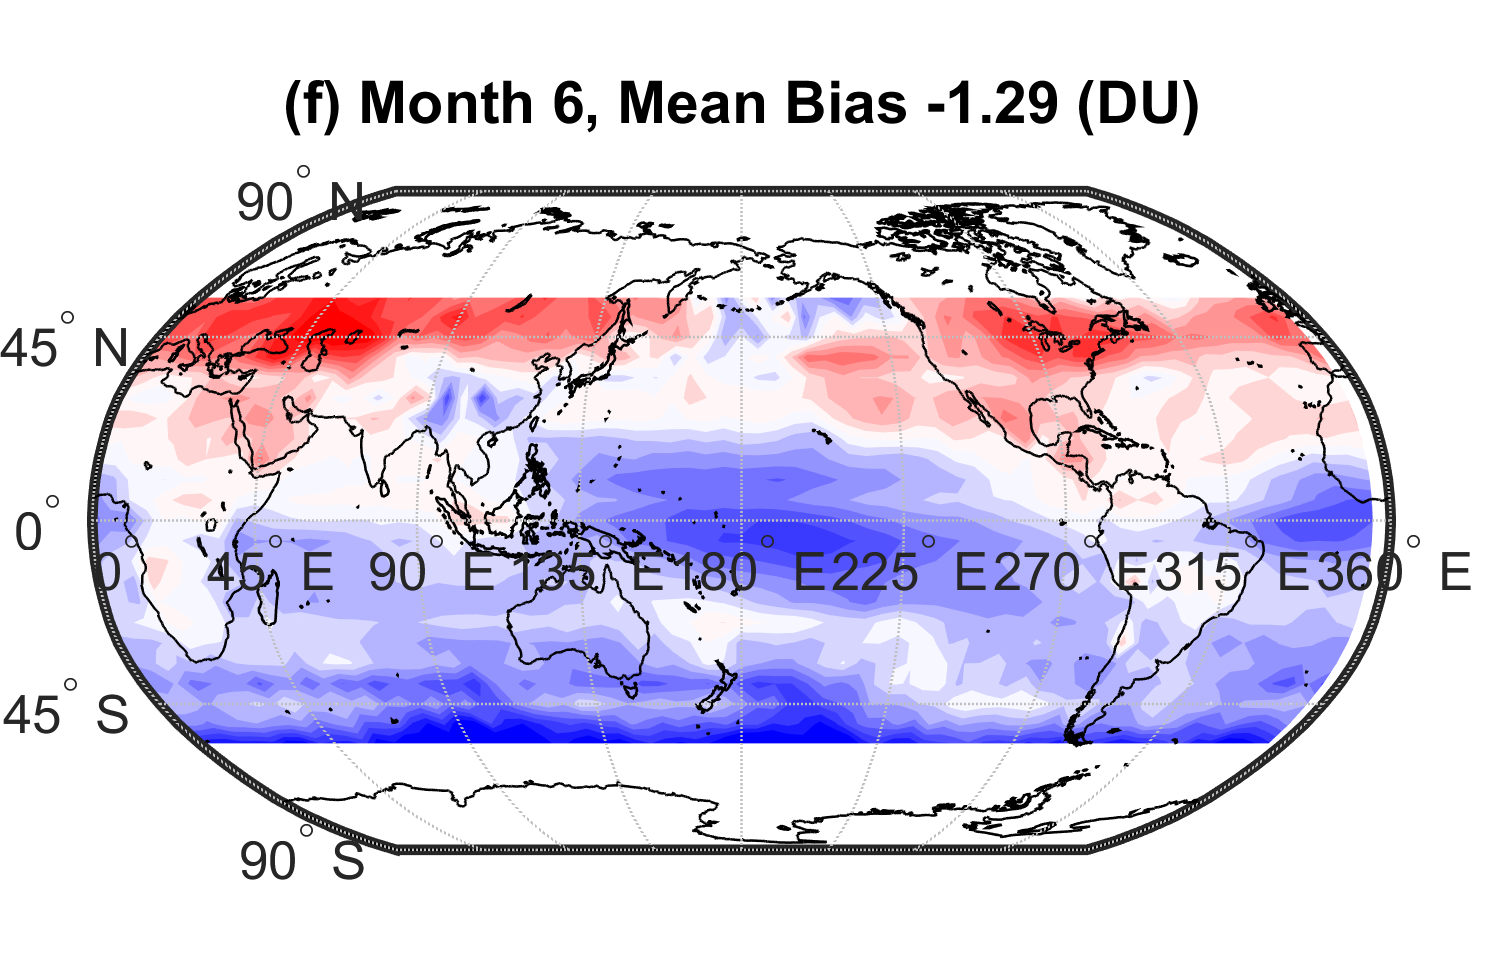 (f) Month 6, Mean Bias -1.29 (DU)
90° N
45° N
0°
0° 45° E 90° E 135° E 180° E 225° E 270° E 315° E 360° E
45° S
90° S